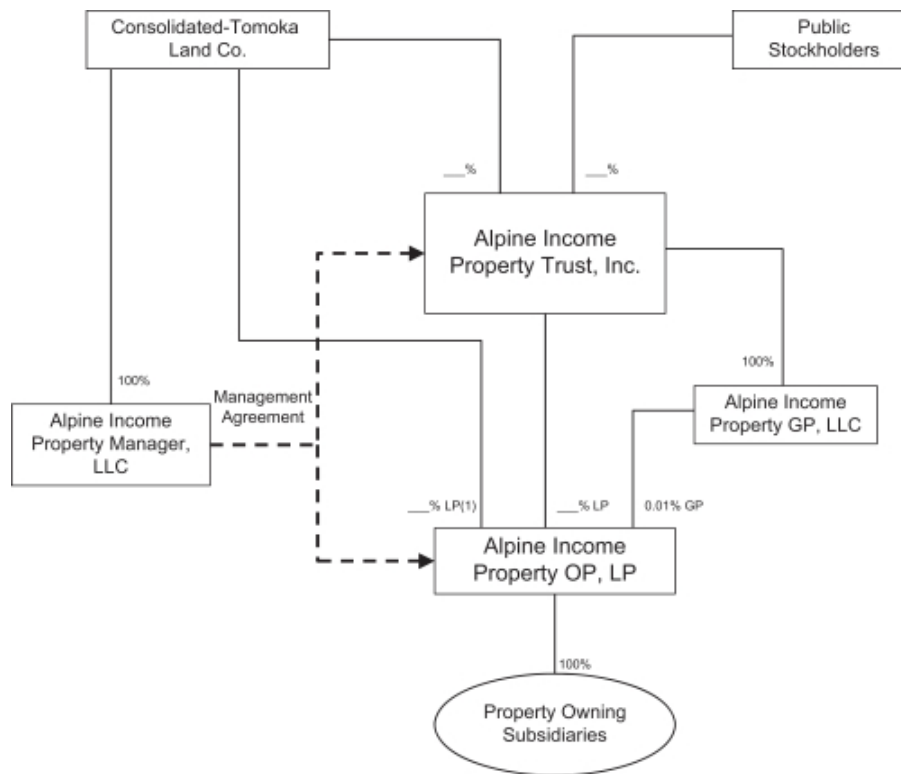 Consolidated-Tomoka
Land Co.
Public
Stockholders
___%
___%
Alpine Income
Property Trust, Inc.
100%
100%
Management
Agreement
Alpine Income
Property Manager,
LLC
Alpine Income
Property GP, LLC
___% LP(1)
___% LP
0.01% GP
Alpine Income
Property OP, LP
100%
Property Owning
Subsidiaries